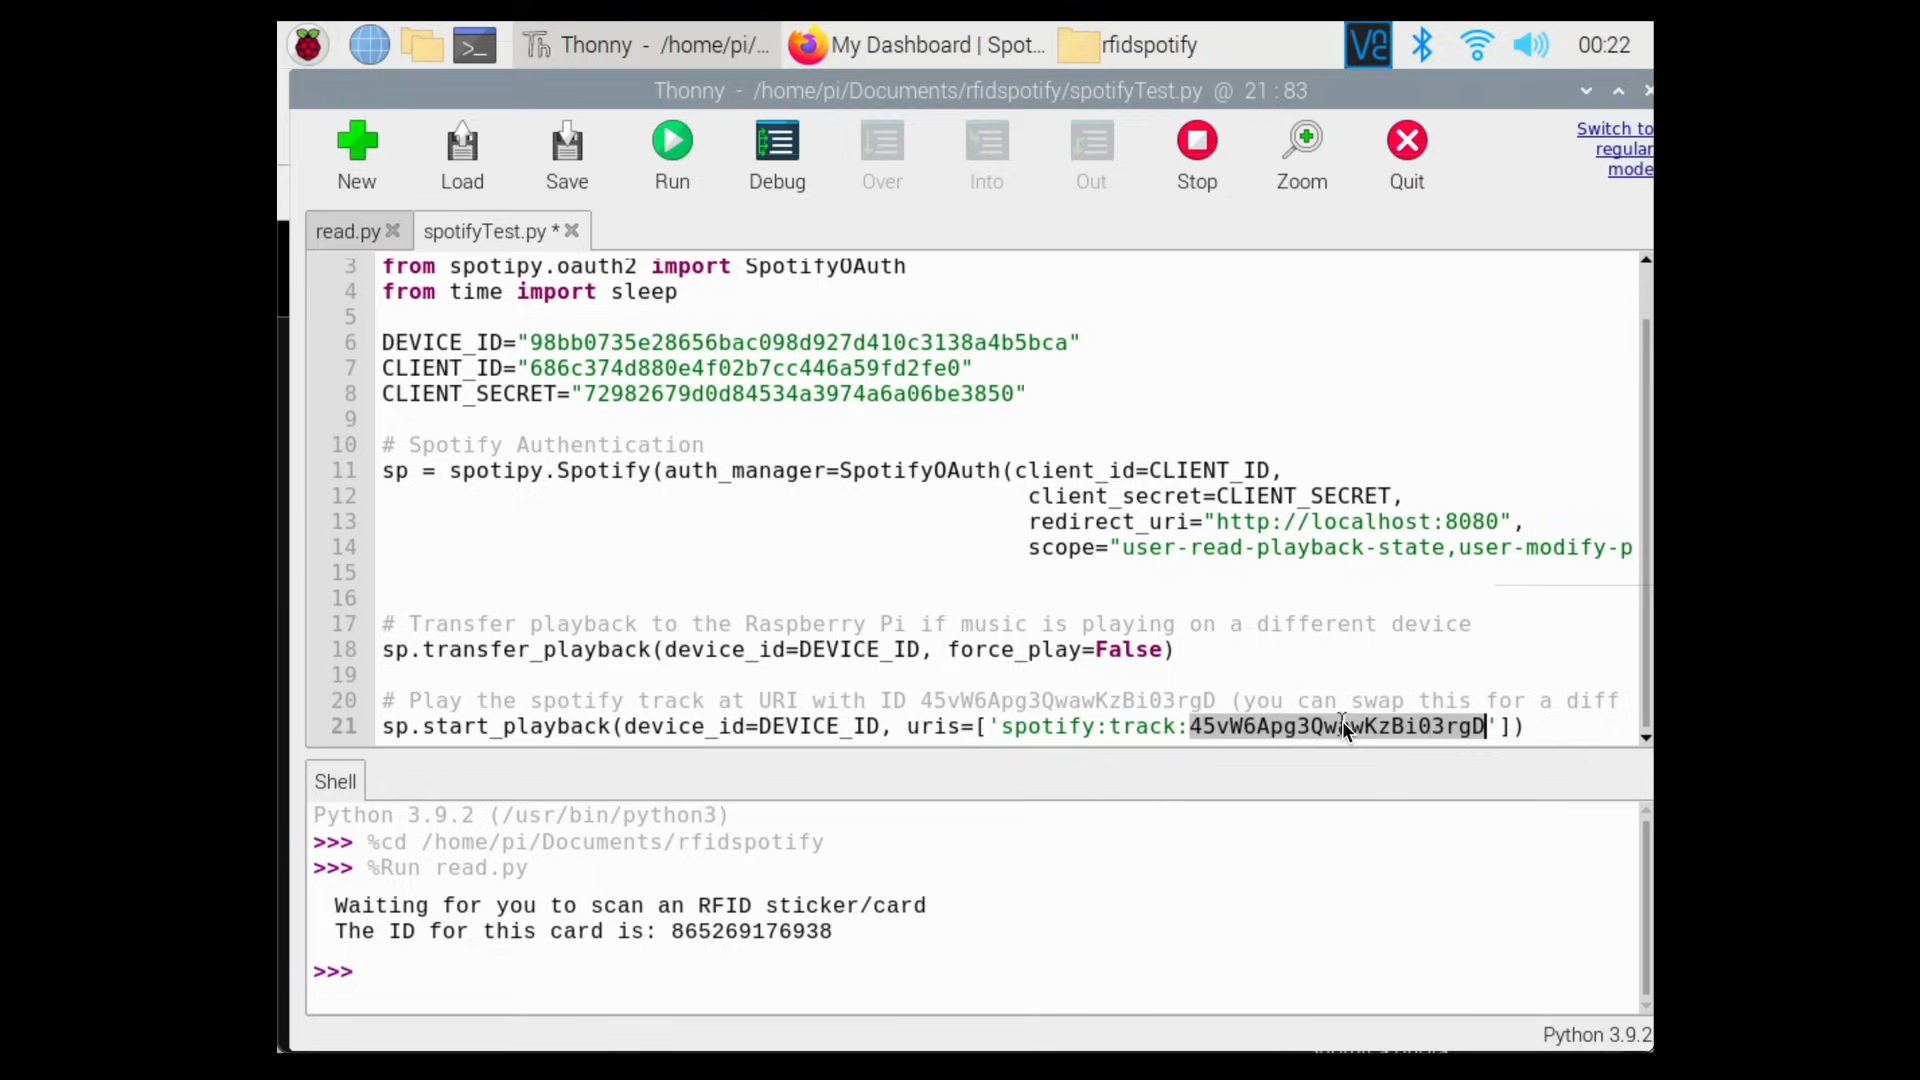 Thonny - /home/pi/...
My Dashboard | Spot...
rfidspotify
00:22
Thonny - /home/pi/Documents/rfidspotify/spotifyTest.py @ 21 : 83
New
Load
Save
Run
Debug
Over
Into
Out
Stop
Zoom
Quit
Switch to
regular
mode
read.py
spotifyTest.py *
3 from spotipy.oauth2 import SpotifyOAuth
4 from time import sleep
5
6 DEVICE_ID="98bb0735e28656bac098d927d410c3138a4b5bca"
7 CLIENT_ID="686c374d880e4f02b7cc446a59fd2fe0"
8 CLIENT_SECRET="72982679d0d84534a3974a6a06be3850"
9
10 # Spotify Authentication
11 sp = spotipy.Spotify(auth_manager=SpotifyOAuth(client_id=CLIENT_ID,
12 client_secret=CLIENT_SECRET,
13 redirect_uri="http://localhost:8080",
14 scope="user-read-playback-state,user-modify-p
15
16
17 # Transfer playback to the Raspberry Pi if music is playing on a different device
18 sp.transfer_playback(device_id=DEVICE_ID, force_play=False)
19
20 # Play the spotify track at URI with ID 45vW6Apg3QwawKzBi03rgD (you can swap this for a diff
21 sp.start_playback(device_id=DEVICE_ID, uris=['spotify:track:45vW6Apg3QwawKzBi03rgD'])
Shell
Python 3.9.2 (/usr/bin/python3)
>>> %cd /home/pi/Documents/rfidspotify
>>> %Run read.py
Waiting for you to scan an RFID sticker/card
The ID for this card is: 865269176938
>>>
Python 3.9.2